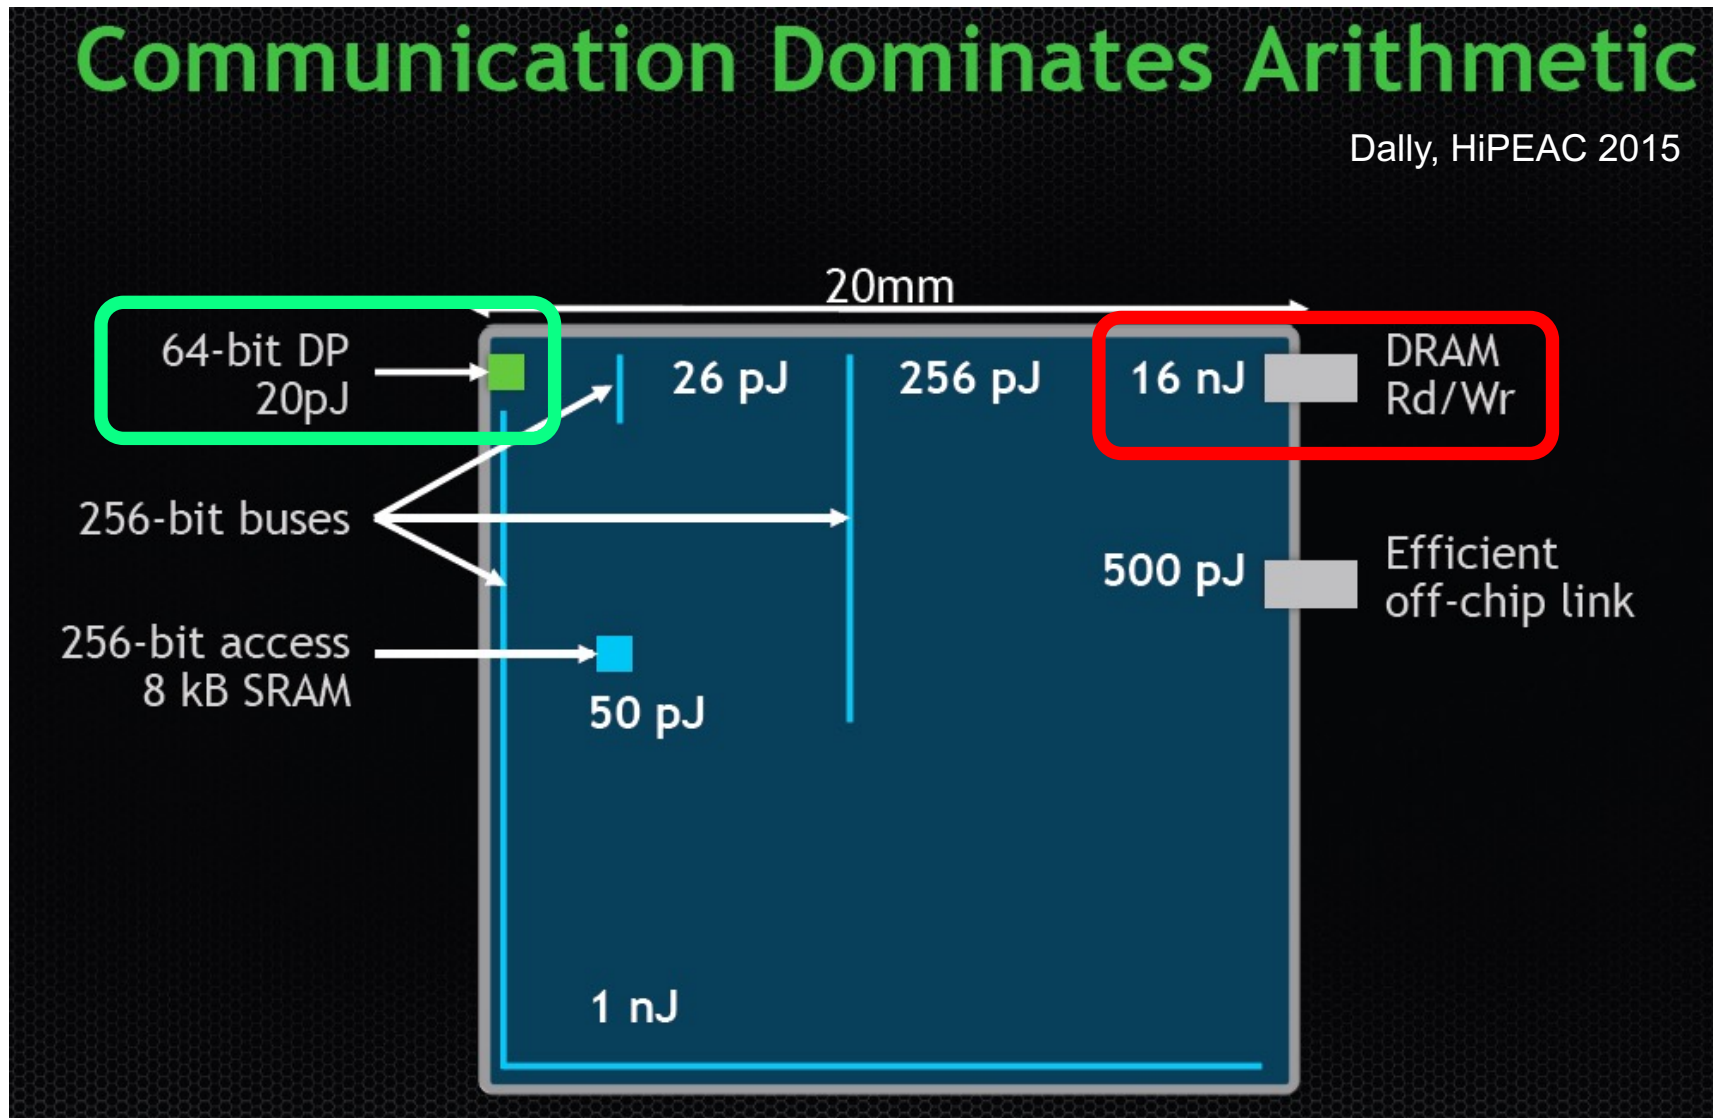 Communication Dominates Arithmetic
Dally, HiPEAC 2015
20mm
64-bit DP
20pJ
26 pJ
256 pJ
16 nJ
DRAM
Rd/Wr
256-bit buses
500 pJ
Efficient
off-chip link
256-bit access
8 kB SRAM
50 pJ
1 nJ